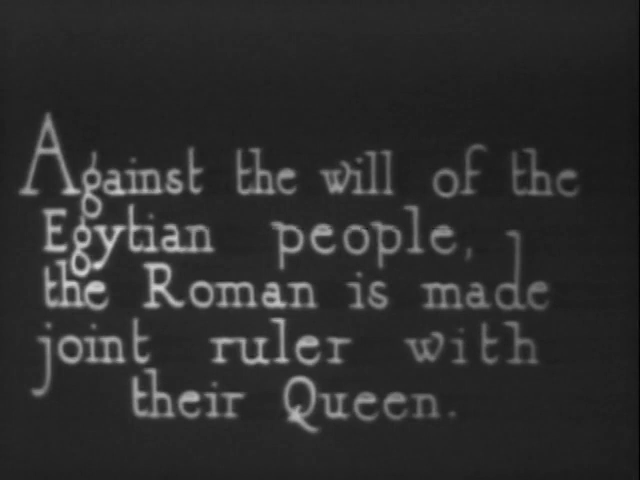 Against the will of the
Egytian people,
the Roman is made
joint ruler with
their Queen.